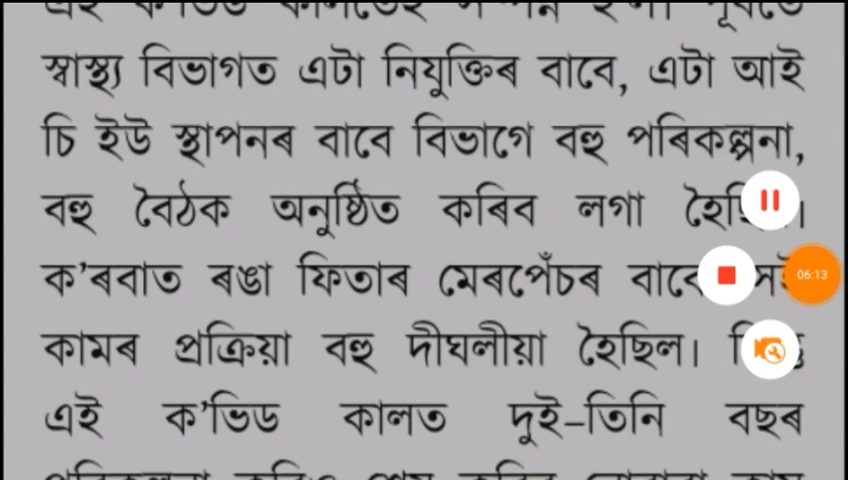 স্বাস্থ্য বিভাগত এটা নিযুক্তিৰ বাবে, এটা আই
চি ইউ স্থাপনৰ বাবে বিভাগে বহু পৰিকল্পনা,
বহু বৈঠক অনুষ্ঠিত কৰিব লগা
ক'ৰবাত ৰঙা ফিতাৰ মেৰপেঁচৰ বাবে 06:13
কামৰ প্ৰক্ৰিয়া বহু দীঘলীয়া হৈছিল।
এই ক'ভিড কালত দুই-তিনি বছৰ